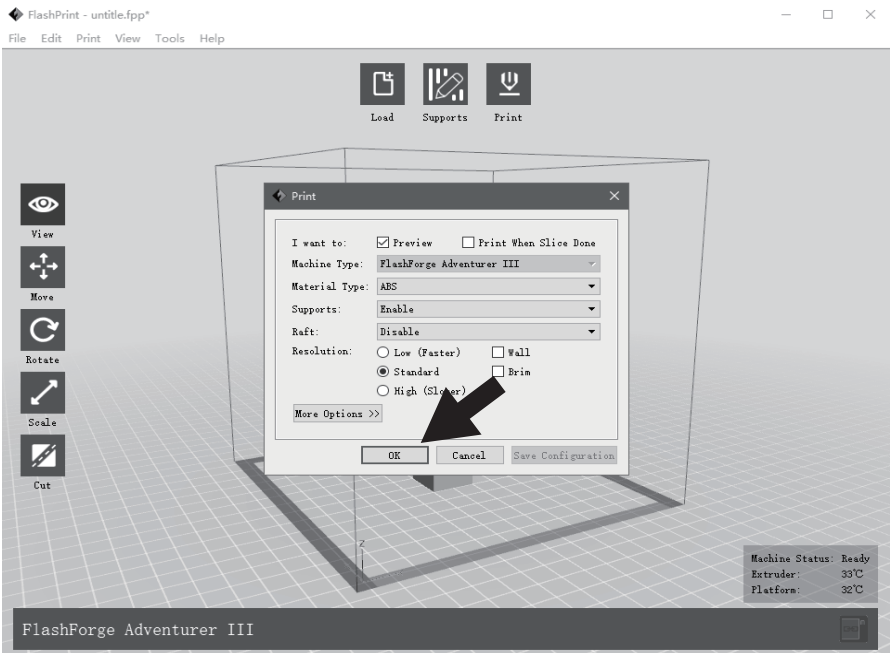 FlashPrint - untitle.fpp*
File Edit Print View Tools Help
Load Supports Print
Print
View
Move
Rotate
Scale
Cut
I want to: Preview Print When Slice Done
Machine Type: FlashForge Adventurer III
Material Type: ABS
Supports: Enable
Raft: Disable
Resolution: Low (Faster) Wall
Standard Brim
High (Slower)
More Options >>
OK Cancel Save Configuration
Z
Machine Status: Ready
Extruder: 33℃
Platform: 32℃
FlashForge Adventurer III